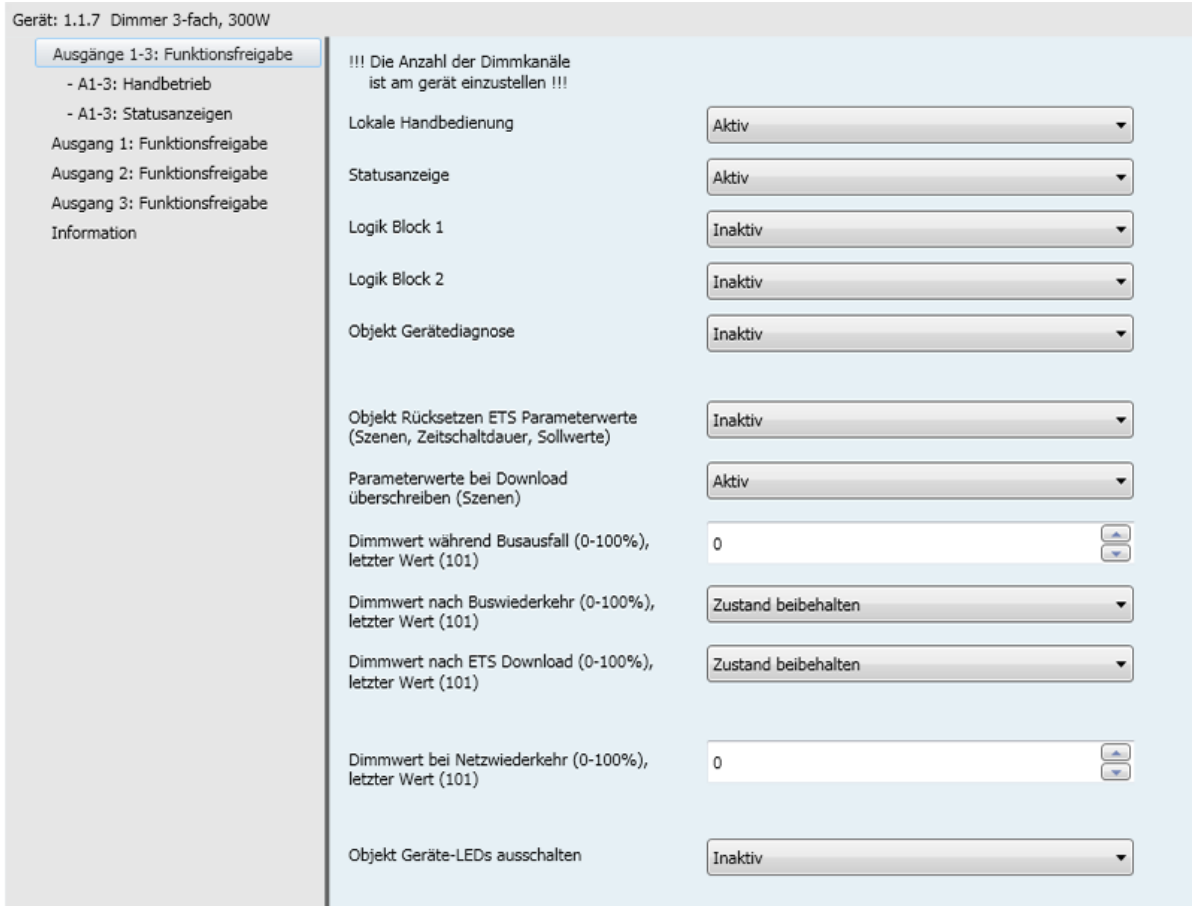 Gerät: 1.1.7 Dimmer 3-fach, 300W
Ausgänge 1-3: Funktionsfreigabe
- A1-3: Handbetrieb
- A1-3: Statusanzeigen
Ausgang 1: Funktionsfreigabe
Ausgang 2: Funktionsfreigabe
Ausgang 3: Funktionsfreigabe
Information
!!! Die Anzahl der Dimmkanäle
ist am gerät einzustellen !!!
Lokale Handbedienung
Aktiv
Statusanzeige
Aktiv
Logik Block 1
Inaktiv
Logik Block 2
Inaktiv
Objekt Gerätediagnose
Inaktiv
Objekt Rücksetzen ETS Parameterwerte
(Szenen, Zeitschaltdauer, Sollwerte)
Inaktiv
Parameterwerte bei Download
überschreiben (Szenen)
Aktiv
Dimmwert während Busausfall (0-100%),
letzter Wert (101)
0
Dimmwert nach Buswiederkehr (0-100%),
letzter Wert (101)
Zustand beibehalten
Dimmwert nach ETS Download (0-100%),
letzter Wert (101)
Zustand beibehalten
Dimmwert bei Netzwiederkehr (0-100%),
letzter Wert (101)
0
Objekt Geräte-LEDs ausschalten
Inaktiv